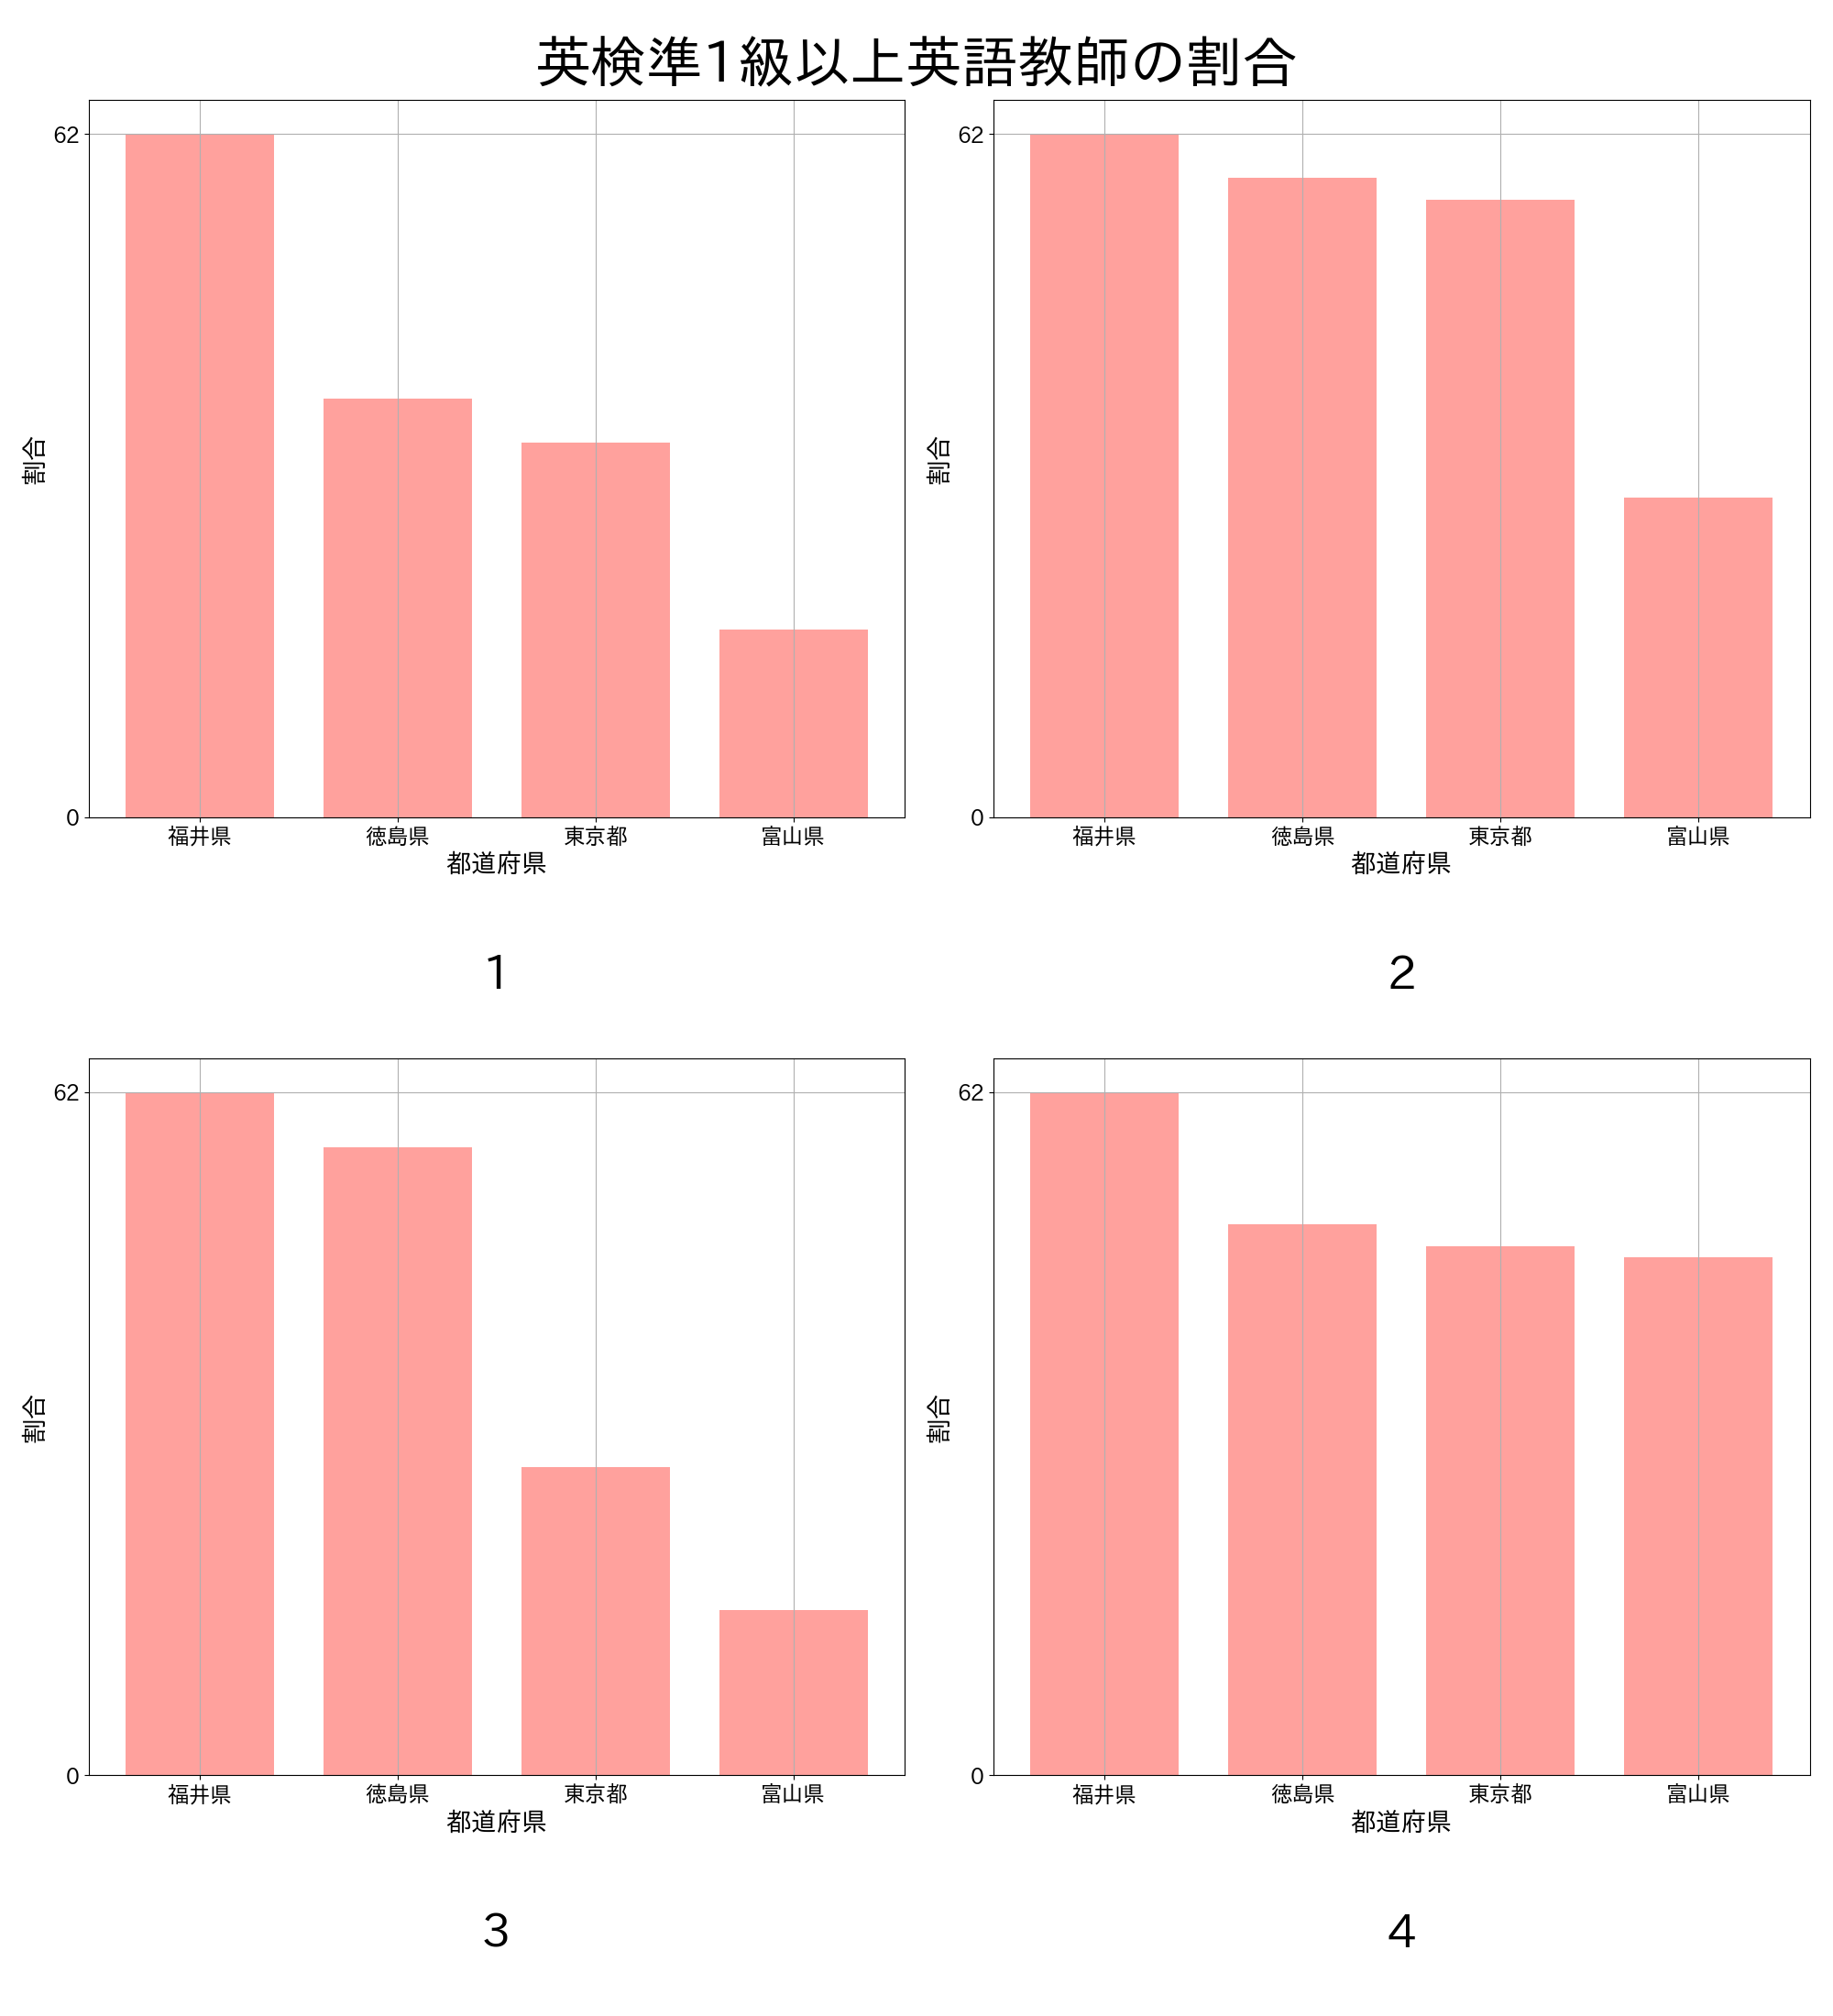 英検準1級以上英語教師の割合
62
0
割合
福井県 徳島県 東京都 富山県
都道府県
1
62
0
割合
福井県 徳島県 東京都 富山県
都道府県
2
62
0
割合
福井県 徳島県 東京都 富山県
都道府県
3
62
0
割合
福井県 徳島県 東京都 富山県
都道府県
4